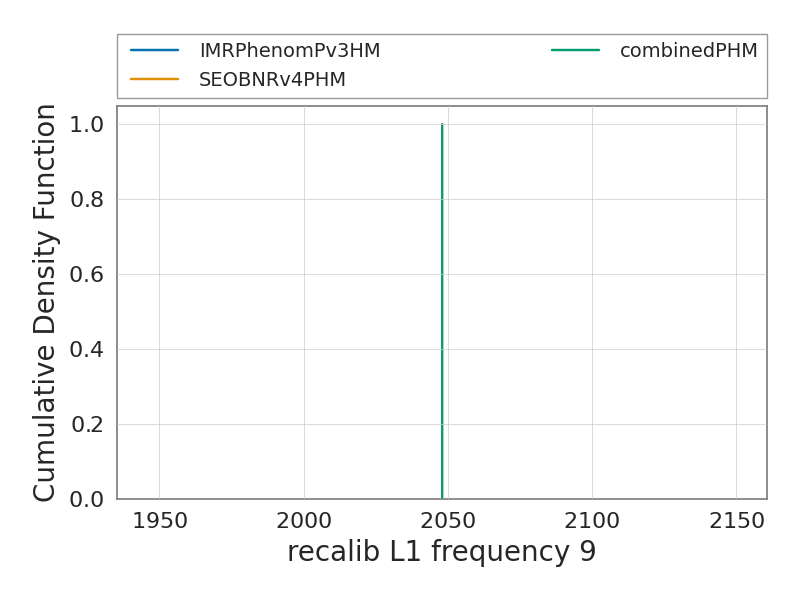 IMRPhenomPv3HM
SEOBNRv4PHM
combinedPHM
Cumulative Density Function
1.0
0.8
0.6
0.4
0.2
0.0
1950 2000 2050 2100 2150
recalib L1 frequency 9